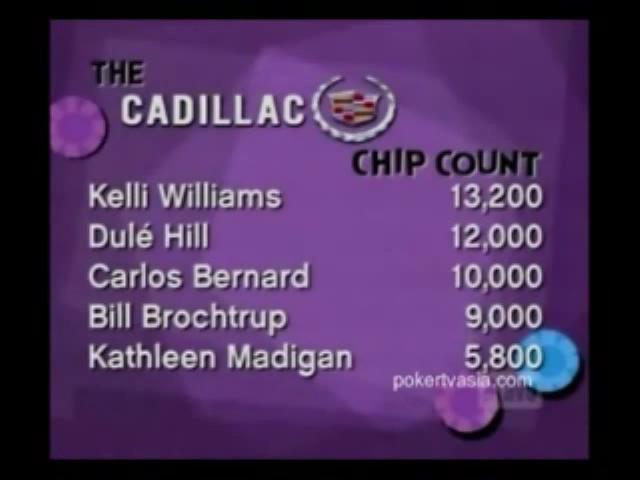 THE
CADILLAC
CHIP COUNT
Kelli Williams 13,200
Dulé Hill 12,000
Carlos Bernard 10,000
Bill Brochtrup 9,000
Kathleen Madigan 5,800
pokertvasia.com